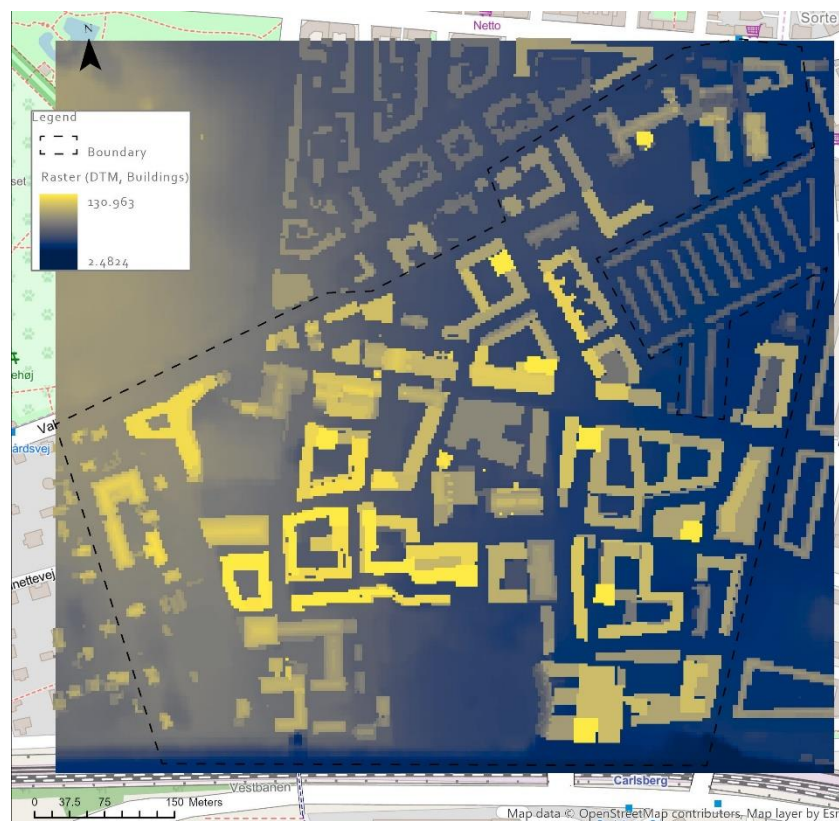 Netto
Sorte
N
Legend
Boundary
Raster (DTM, Buildings)
130.963
2.4824
set
ehøj
Va
årdsvej
nettevej
Carlsberg
Vestbanen
0 37.5 75 150 Meters
Map data © OpenStreetMap contributors, Map layer by Esr